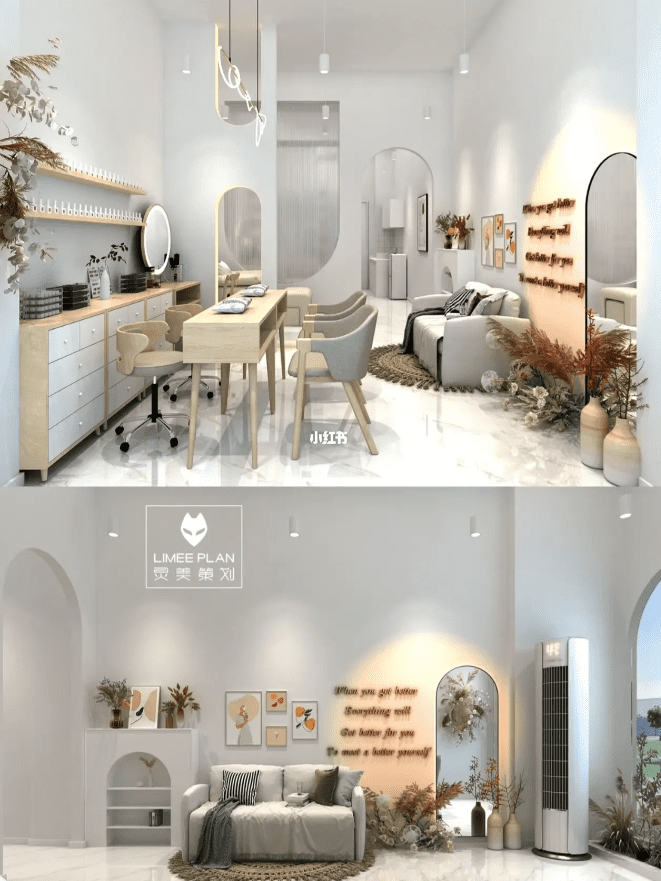 When you get better
Everything will
Get better for you
To meet a better yourself
小红书
LIMEE PLAN
灵美策划
When you get better
Everything will
Get better for you
To meet a better yourself